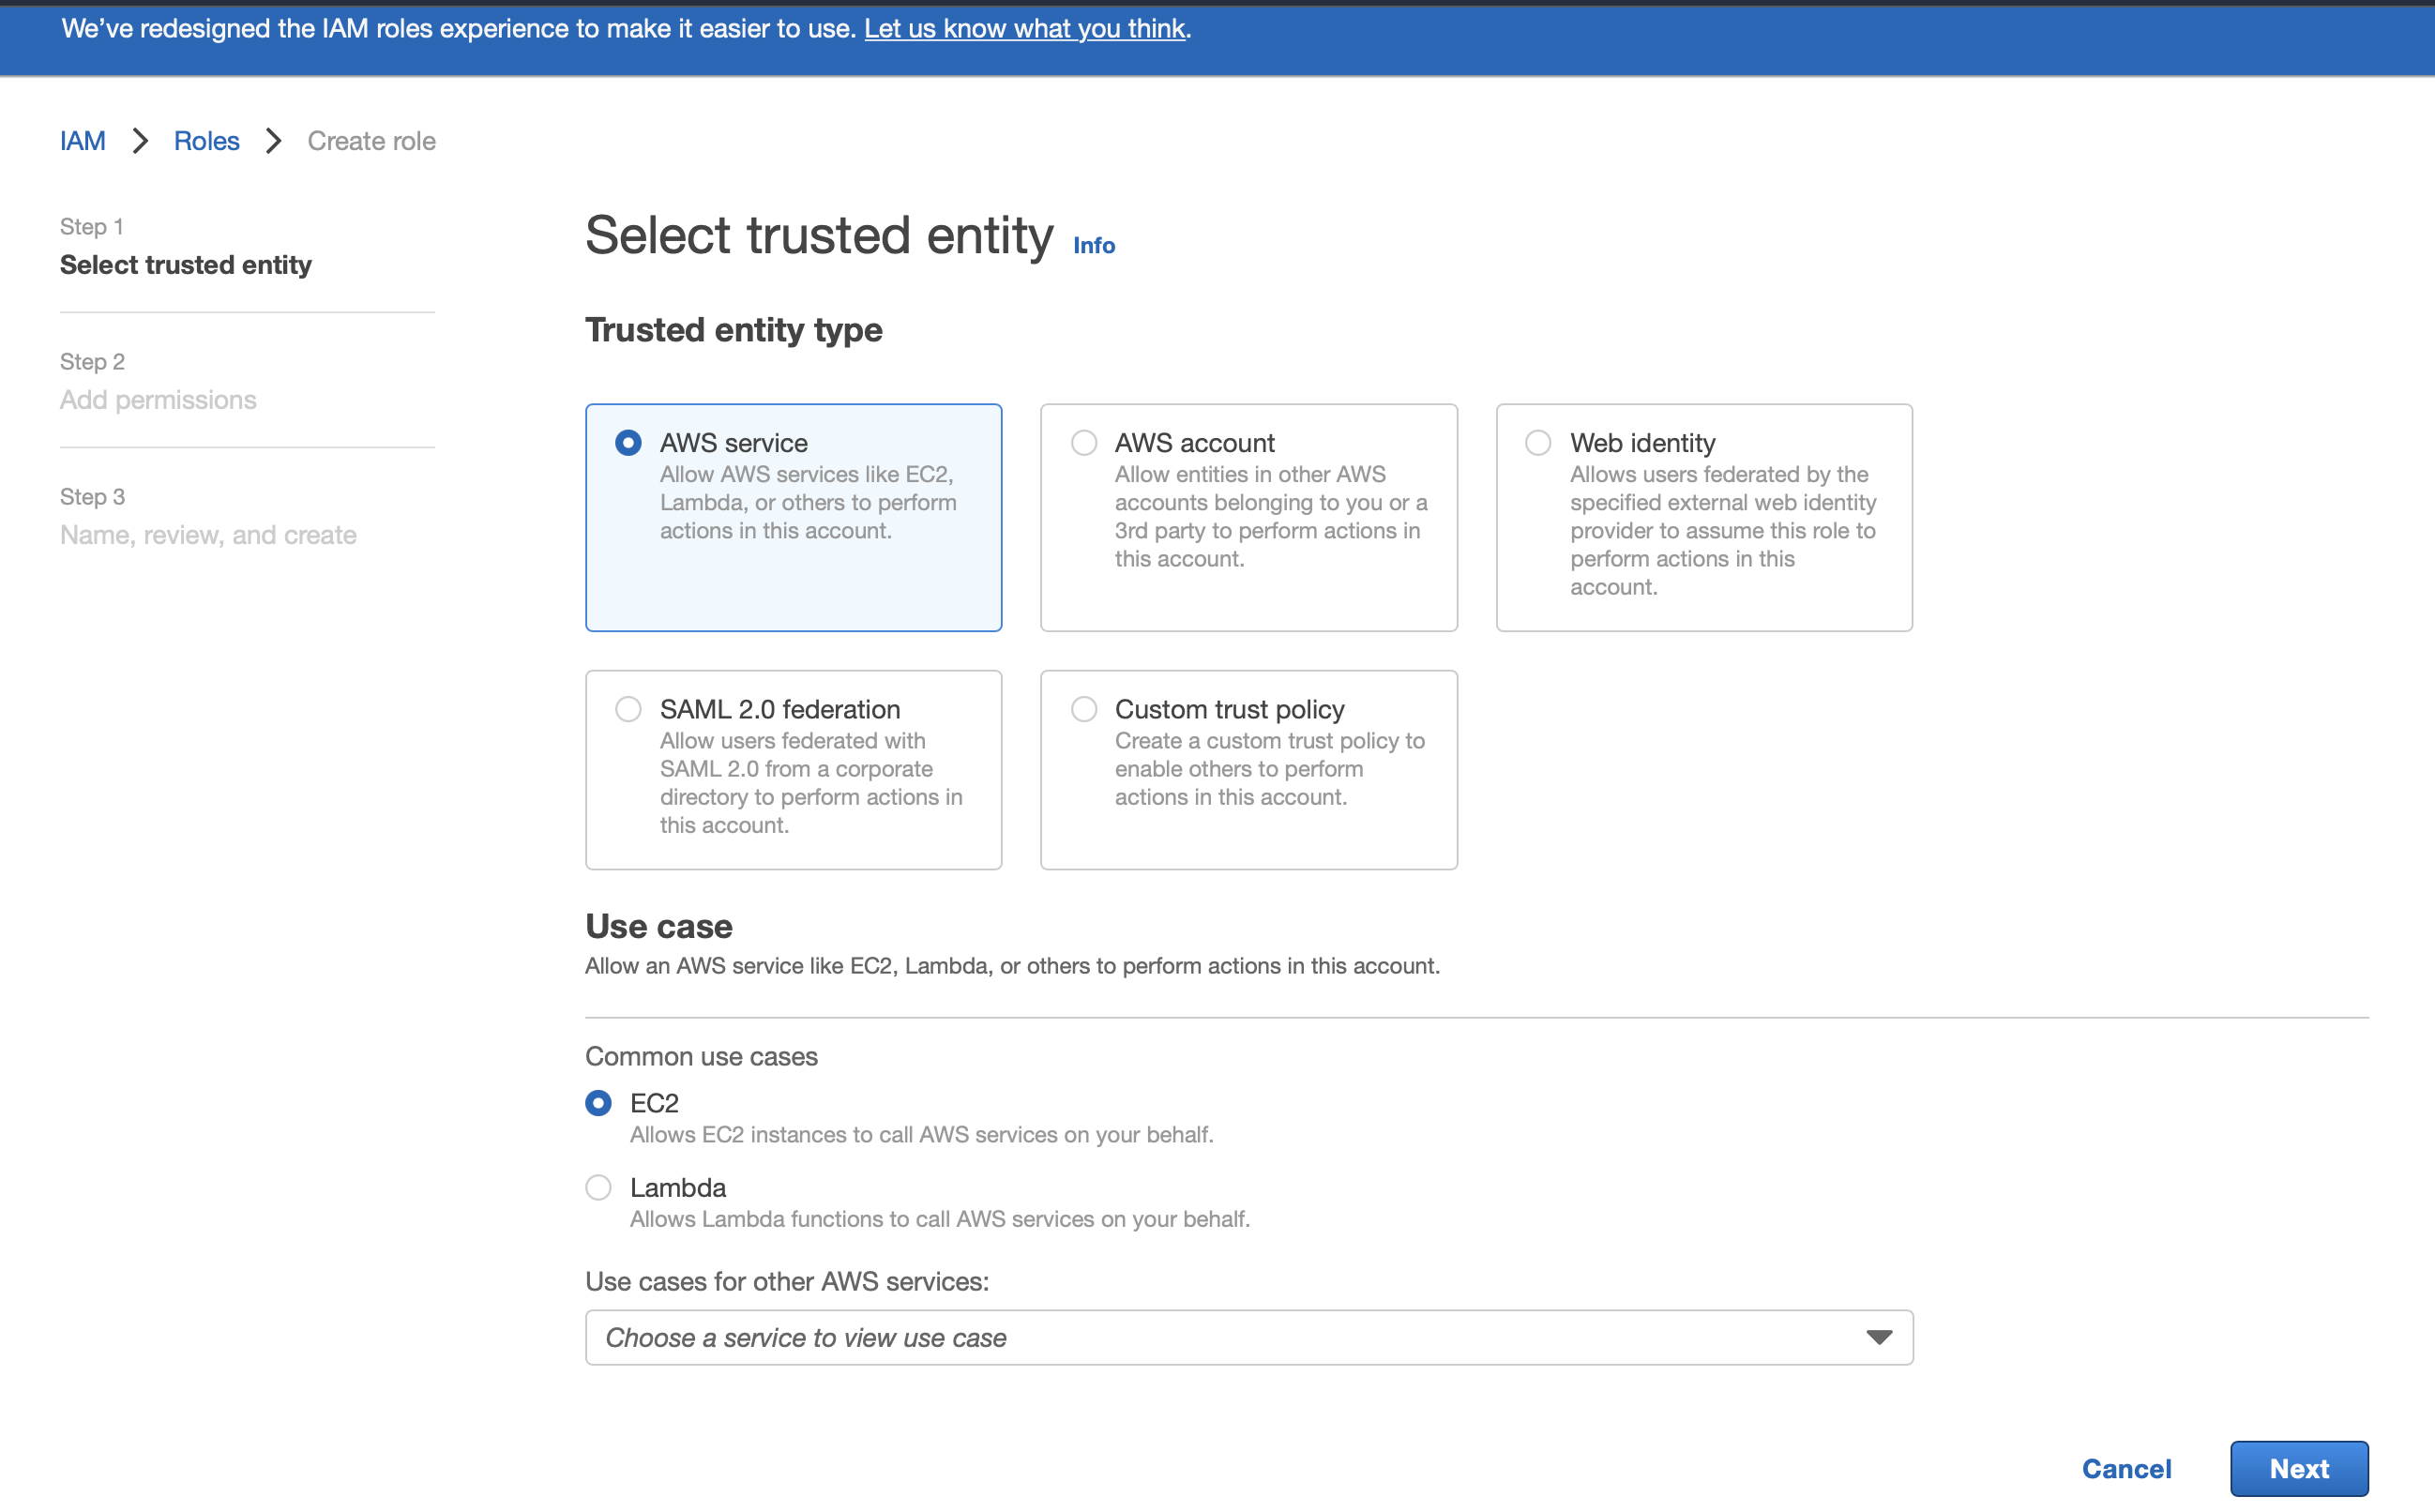 We've redesigned the IAM roles experience to make it easier to use. Let us know what you think.
IAM > Roles > Create role
Step 1
Select trusted entity
Step 2
Add permissions
Step 3
Name, review, and create
Select trusted entity Info
Trusted entity type
AWS service
Allow AWS services like EC2,
Lambda, or others to perform
actions in this account.
AWS account
Allow entities in other AWS
accounts belonging to you or a
3rd party to perform actions in
this account.
Web identity
Allows users federated by the
specified external web identity
provider to assume this role to
perform actions in this
account.
SAML 2.0 federation
Allow users federated with
SAML 2.0 from a corporate
directory to perform actions in
this account.
Custom trust policy
Create a custom trust policy to
enable others to perform
actions in this account.
Use case
Allow an AWS service like EC2, Lambda, or others to perform actions in this account.
Common use cases
EC2
Allows EC2 instances to call AWS services on your behalf.
Lambda
Allows Lambda functions to call AWS services on your behalf.
Use cases for other AWS services:
Choose a service to view use case
Cancel
Next